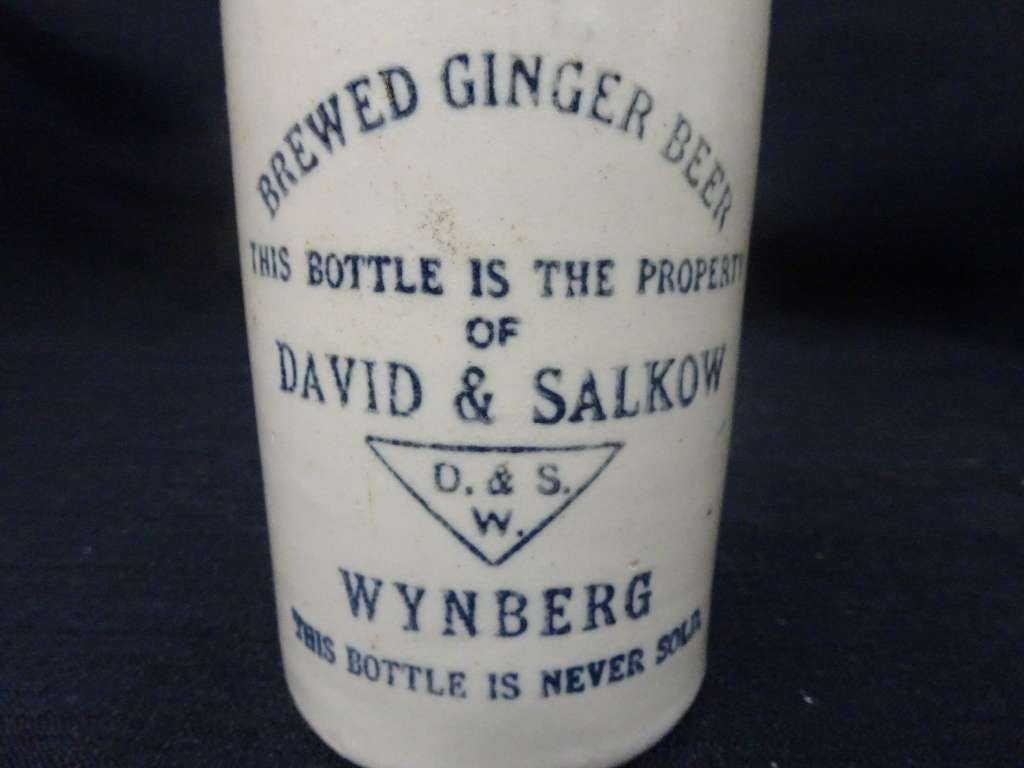 BREWED GINGER BEER
THIS BOTTLE IS THE PROPERTY
OF
DAVID & SALKOW
D. & S.
W.
WYNBERG
THIS BOTTLE IS NEVER SOLD